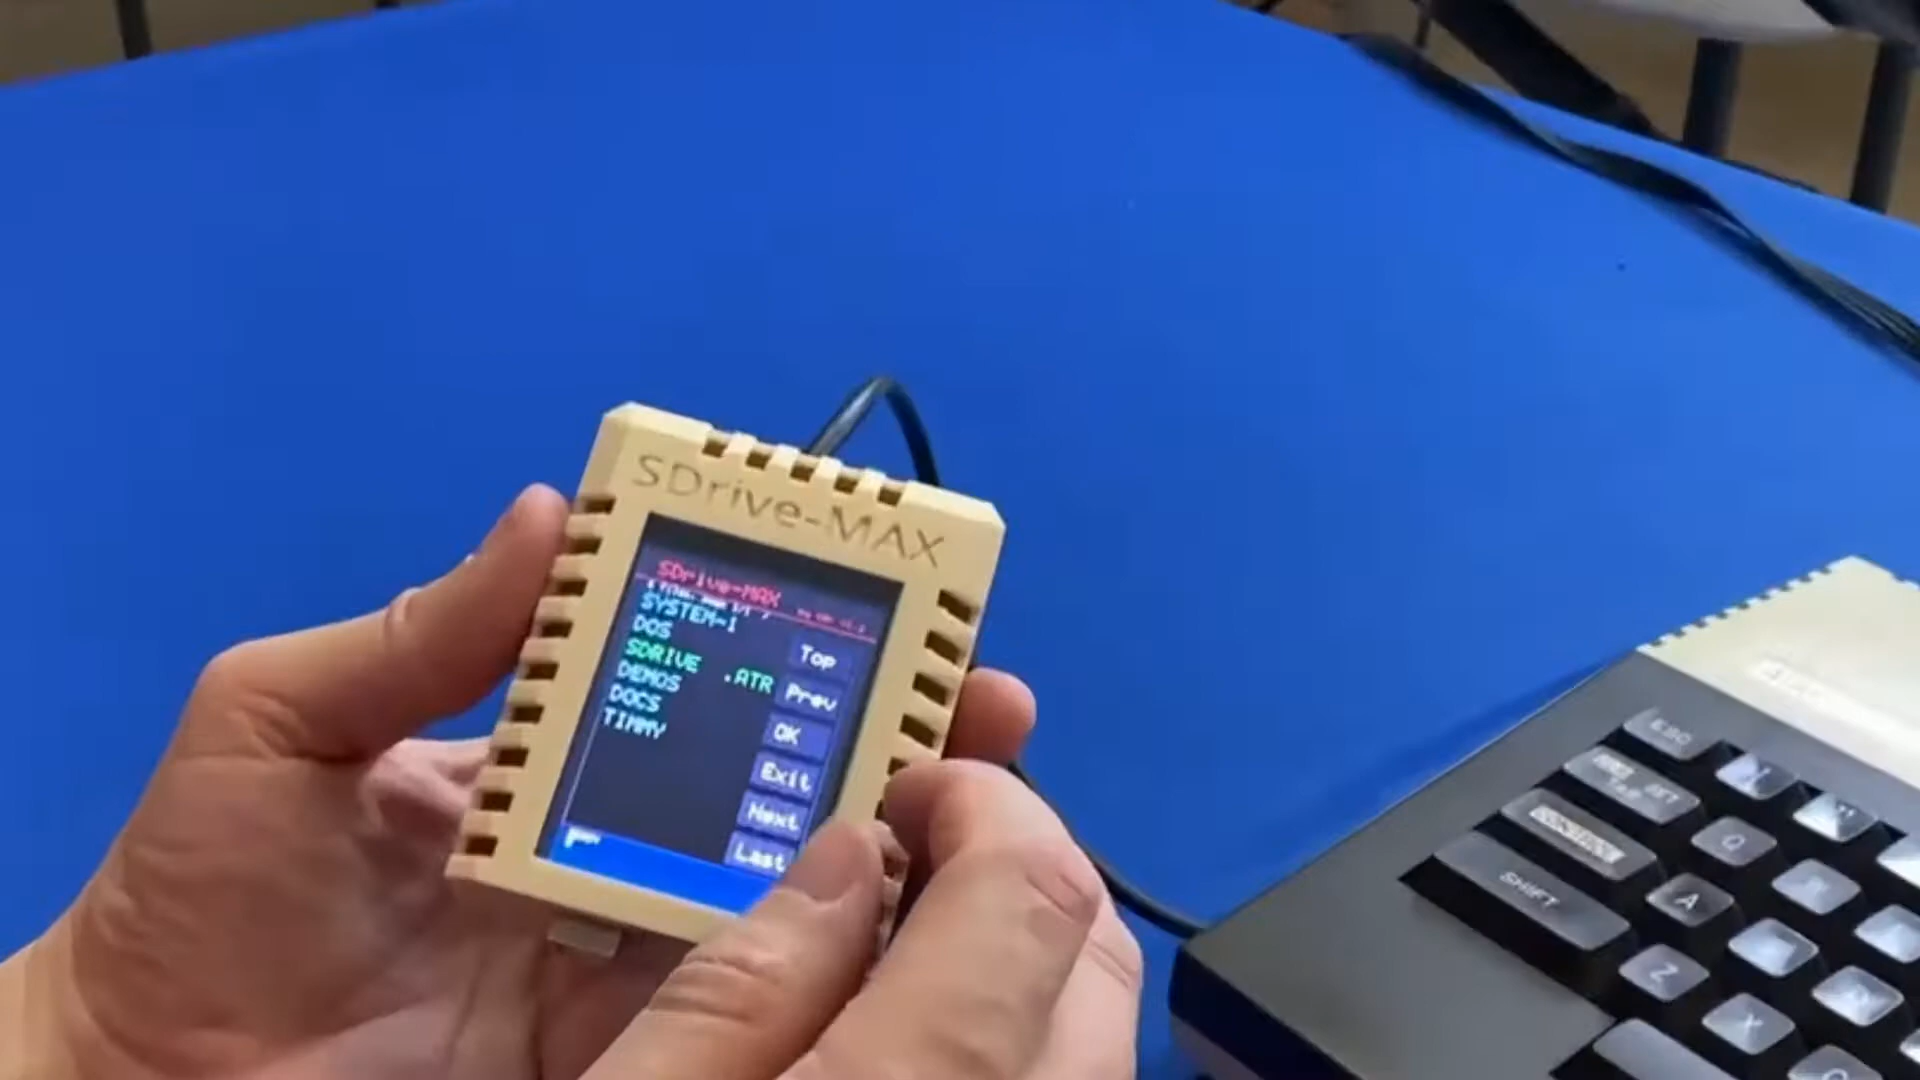 SDrive-MAX
SDrive-MAX
SYSTEM~1
DOS
SDRIVE .ATR
DEMOS
DOCS
TIMMY
Top
Prev
OK
Exit
Next
Last
ESC
SHIFT
Q
A
Z
X